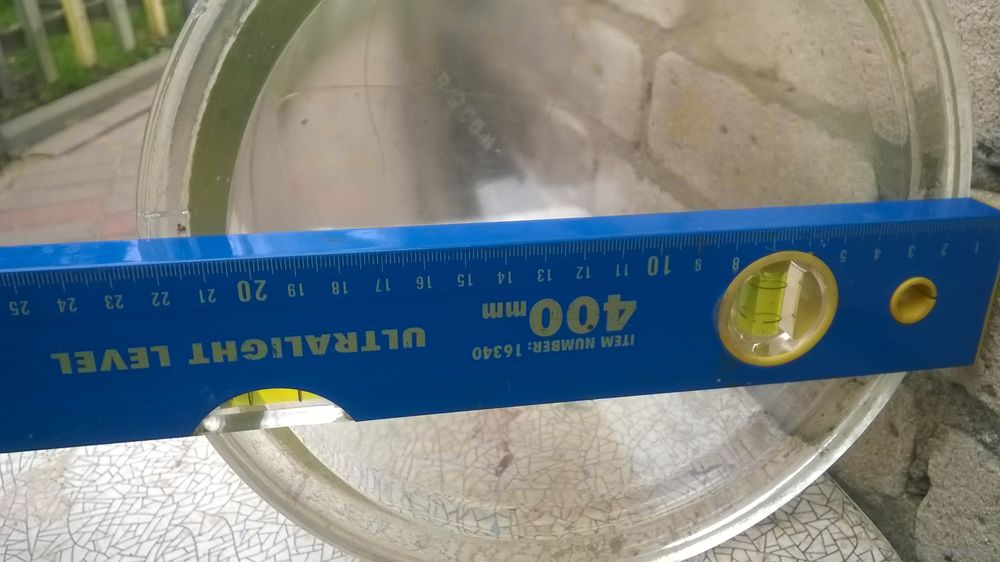 1 2 3 4 5 8 9 10 11 12 13 14 15 16 17 18 19 20 21 22 23 24 25
400mm
ITEM NUMBER: 16340
ULTRALIGHT LEVEL